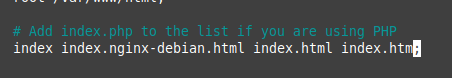 root /var/www/html;
# Add index.php to the list if you are using PHP
index index.nginx-debian.html index.html index.htm;